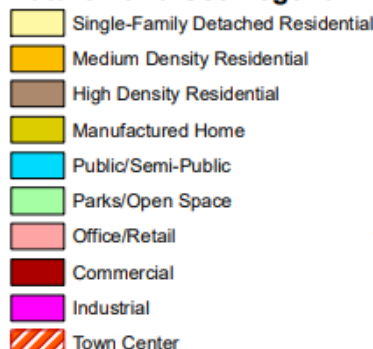 Single-Family Detached Residential
Medium Density Residential
High Density Residential
Manufactured Home
Public/Semi-Public
Parks/Open Space
Office/Retail
Commercial
Industrial
Town Center